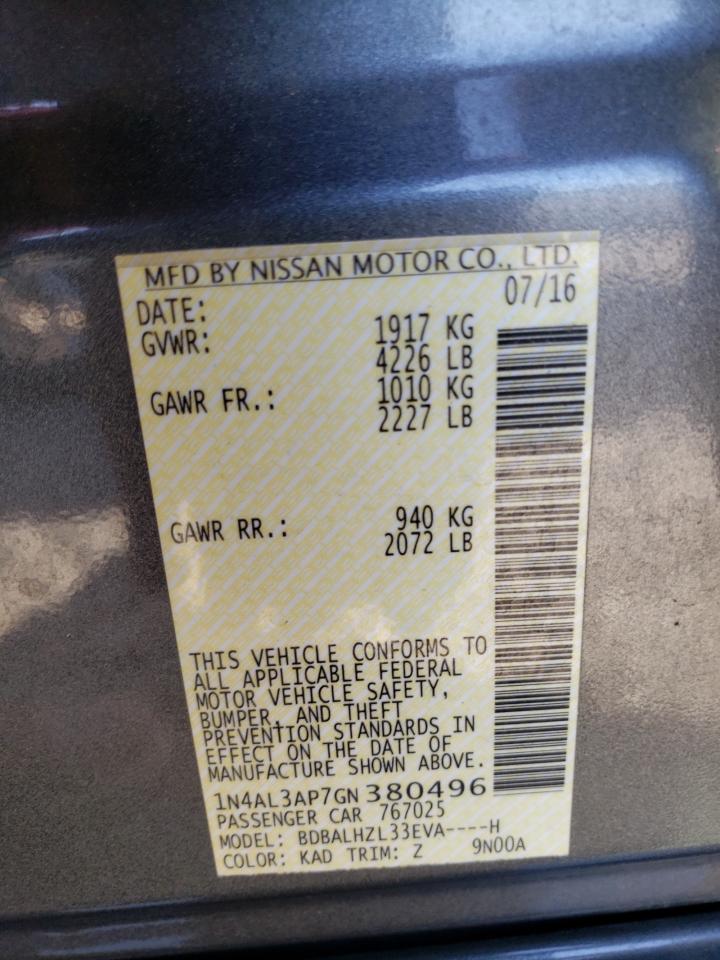 MFD BY NISSAN MOTOR CO., LTD.
DATE: 07/16
GVWR: 1917 KG
4226 LB
GAWR FR.: 1010 KG
2227 LB
GAWR RR.: 940 KG
2072 LB
THIS VEHICLE CONFORMS TO
ALL APPLICABLE FEDERAL
MOTOR VEHICLE SAFETY,
BUMPER, AND THEFT
PREVENTION STANDARDS IN
EFFECT ON THE DATE OF
MANUFACTURE SHOWN ABOVE.
1N4AL3AP7GN380496
PASSENGER CAR 767025
MODEL: BDBALHZL33EVA----H
COLOR: KAD TRIM: Z 9N00A